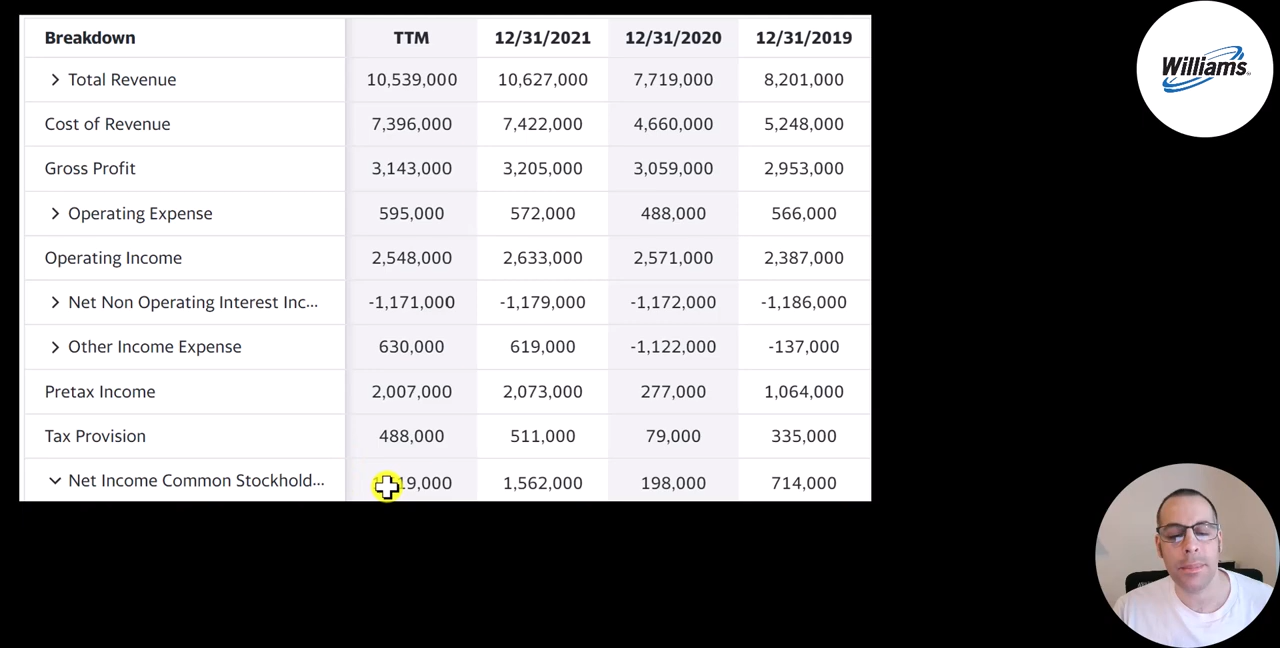 Breakdown TTM 12/31/2021 12/31/2020 12/31/2019
Total Revenue 10,539,000 10,627,000 7,719,000 8,201,000
Cost of Revenue 7,396,000 7,422,000 4,660,000 5,248,000
Gross Profit 3,143,000 3,205,000 3,059,000 2,953,000
Operating Expense 595,000 572,000 488,000 566,000
Operating Income 2,548,000 2,633,000 2,571,000 2,387,000
Net Non Operating Interest Inc... -1,171,000 -1,179,000 -1,172,000 -1,186,000
Other Income Expense 630,000 619,000 -1,122,000 -137,000
Pretax Income 2,007,000 2,073,000 277,000 1,064,000
Tax Provision 488,000 511,000 79,000 335,000
Net Income Common Stockhold... 1,562,000 198,000 714,000
Williams